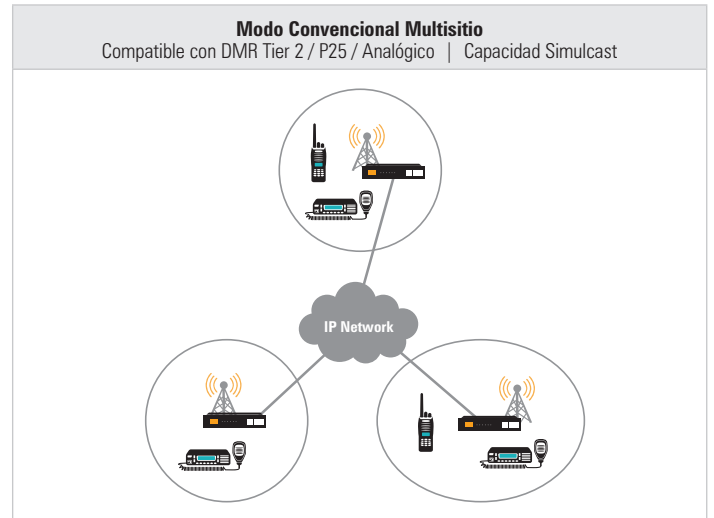 Modo Convencional Multisitio
Compatible con DMR Tier 2 / P25 / Analógico | Capacidad Simulcast
IP Network